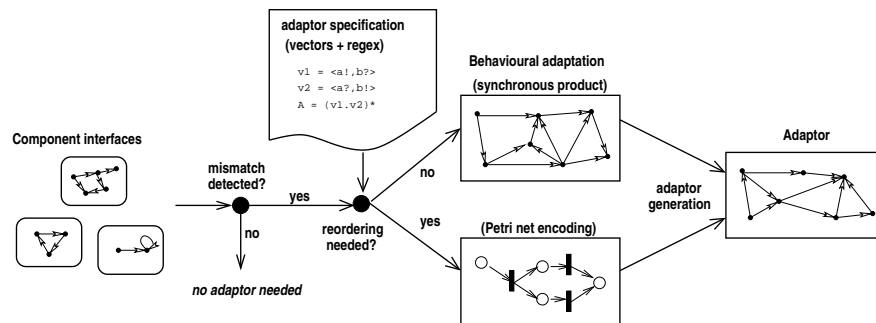 adaptor specification
(vectors + regex)
v1 = <a!,b?>
v2 = <a?,b!>
A = (v1.v2)*
Component interfaces
mismatch
detected?
yes
no
no adaptor needed
reordering
needed?
no
yes
Behavioural adaptation
(synchronous product)
(Petri net encoding)
adaptor
generation
Adaptor